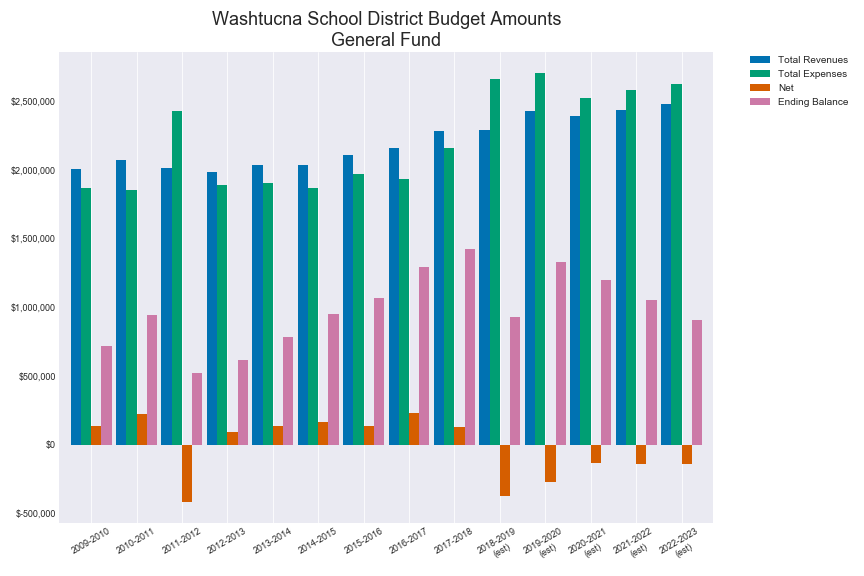 Washtucna School District Budget Amounts
General Fund
Total Revenues
Total Expenses
Net
Ending Balance
$2,500,000
$2,000,000
$1,500,000
$1,000,000
$500,000
$0
$-500,000
2009-2010
2010-2011
2011-2012
2012-2013
2013-2014
2014-2015
2015-2016
2016-2017
2017-2018
2018-2019
(est)
2019-2020
(est)
2020-2021
(est)
2021-2022
(est)
2022-2023
(est)